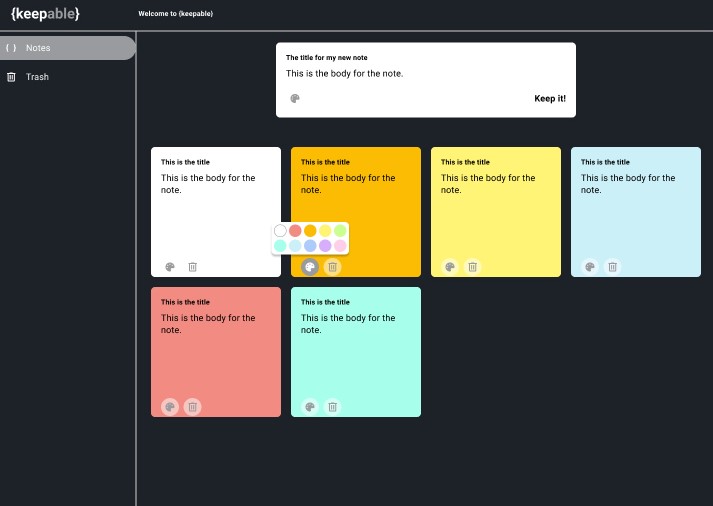 {keepable}
Welcome to {keepable}
Notes
Trash
The title for my new note
This is the body for the note.
Keep it!
This is the title
This is the body for the
note.
This is the title
This is the body for the
note.
This is the title
This is the body for the
note.
This is the title
This is the body for the
note.
This is the title
This is the body for the
note.
This is the title
This is the body for the
note.